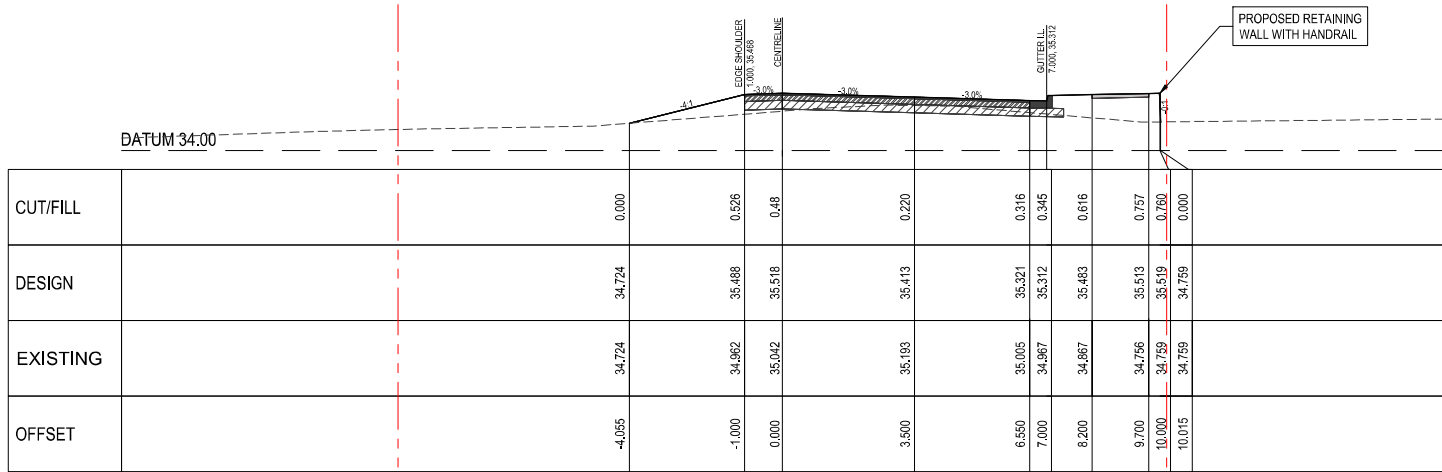 PROPOSED RETAINING
WALL WITH HANDRAIL
EDGE SHOULDER
1.000, 35.468
CENTRELINE
GUTTER I.L.
7.000, 35.312
-4:1
-3.0%
-3.0%
-3.0%
-0:1
DATUM 34.00
CUT/FILL 0.000 0.526 0.48 0.220 0.316 0.345 0.616 0.757 0.760 0.000
DESIGN 34.724 35.488 35.518 35.413 35.321 35.312 35.483 35.513 35.519 34.759
EXISTING 34.724 34.962 35.042 35.193 35.005 34.967 34.867 34.756 34.759 34.759
OFFSET -4.055 -1.000 0.000 3.500 6.550 7.000 8.200 9.700 10.000 10.015